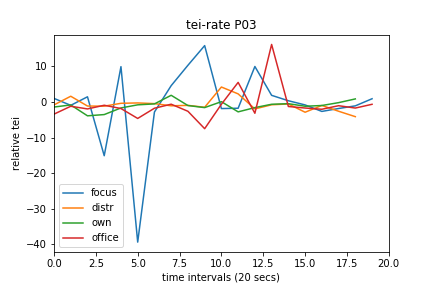 tei-rate P03
relative tei
10
0
−10
−20
−30
−40
focus
distr
own
office
0.0 2.5 5.0 7.5 10.0 12.5 15.0 17.5 20.0
time intervals (20 secs)